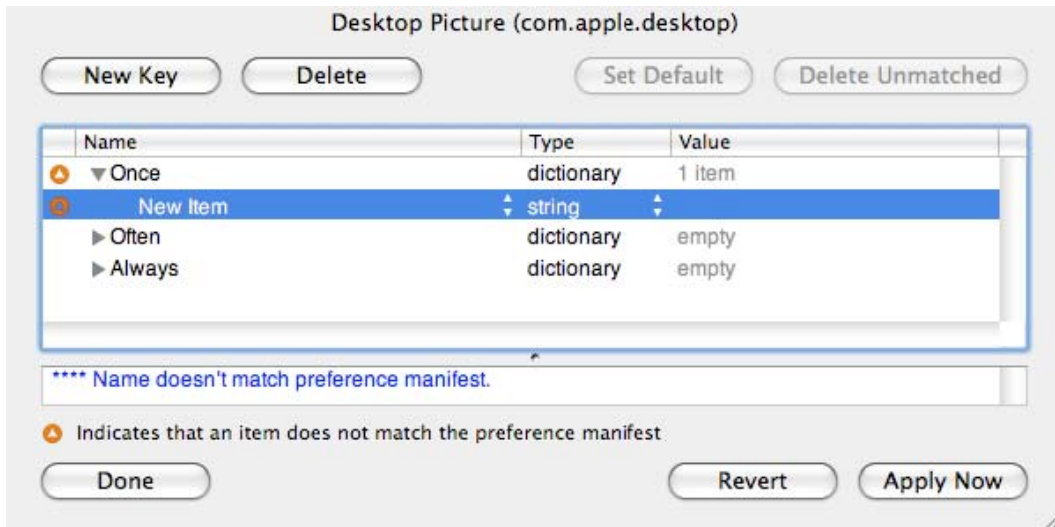 Desktop Picture (com.apple.desktop)
New Key Delete Set Default Delete Unmatched
Name Type Value
Once dictionary 1 item
New Item string
Often dictionary empty
Always dictionary empty
**** Name doesn't match preference manifest.
Indicates that an item does not match the preference manifest
Done Revert Apply Now